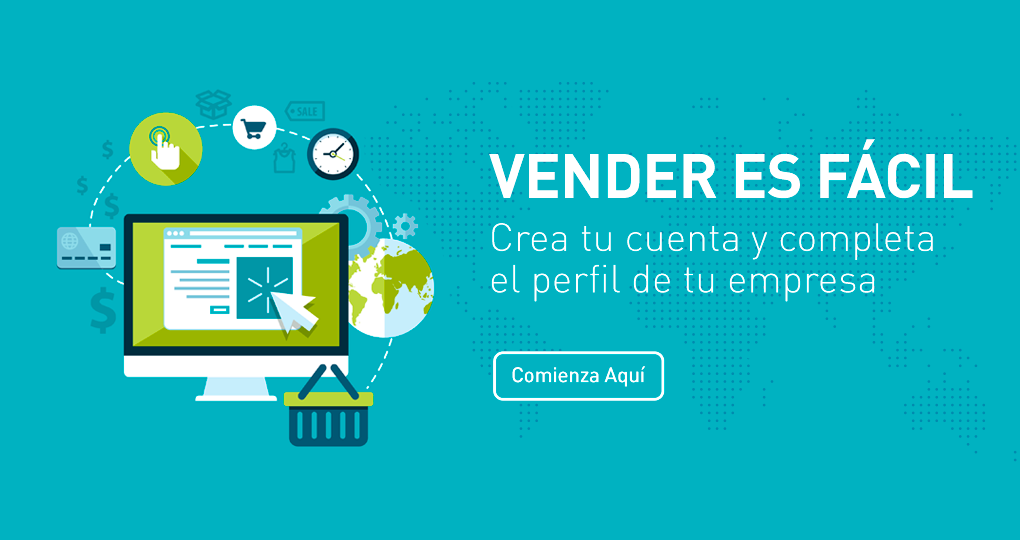 SALE
VENDER ES FÁCIL
Crea tu cuenta y completa
el perfil de tu empresa
Comienza Aquí